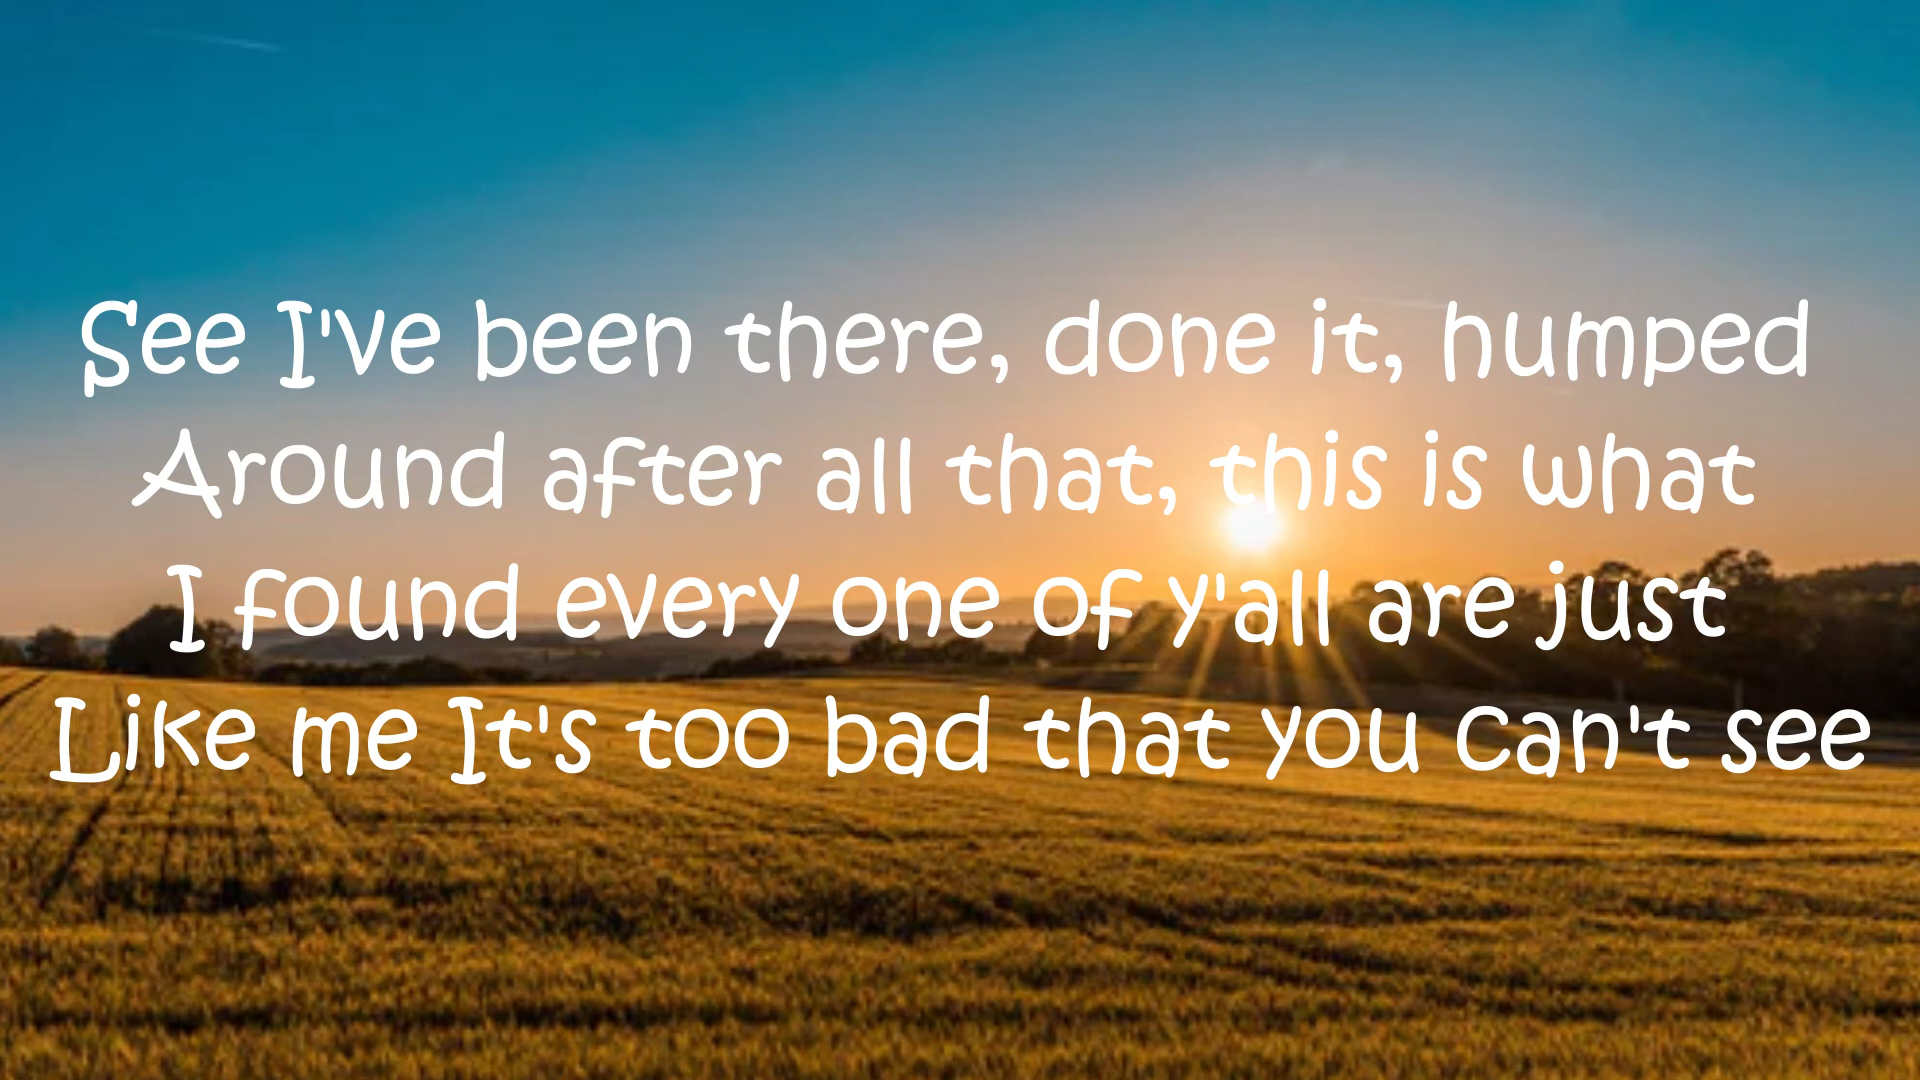 See I've been there, done it, humped
Around after all that, this is what
I found every one of y'all are just
Like me It's too bad that you can't see